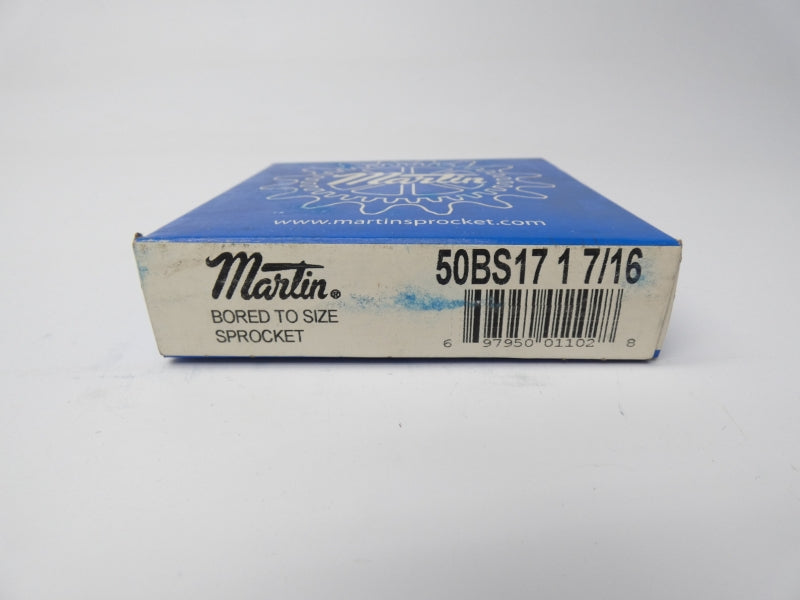 Martin
www.martinsprocket.com
Martin®
BORED TO SIZE
SPROCKET
50BS17 1 7/16
6 97950 01102 8